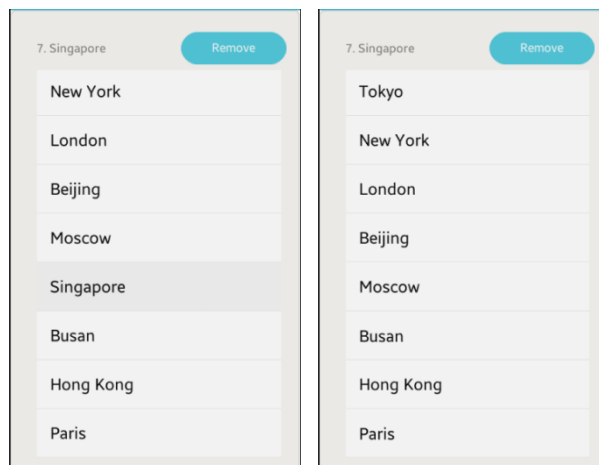 7. Singapore Remove
New York
London
Beijing
Moscow
Singapore
Busan
Hong Kong
Paris
7. Singapore Remove
Tokyo
New York
London
Beijing
Moscow
Busan
Hong Kong
Paris